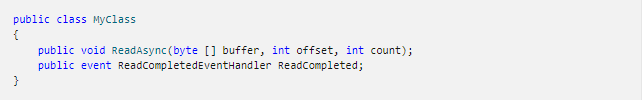 public class MyClass
{
    public void ReadAsync(byte [] buffer, int offset, int count);
    public event ReadCompletedEventHandler ReadCompleted;
}